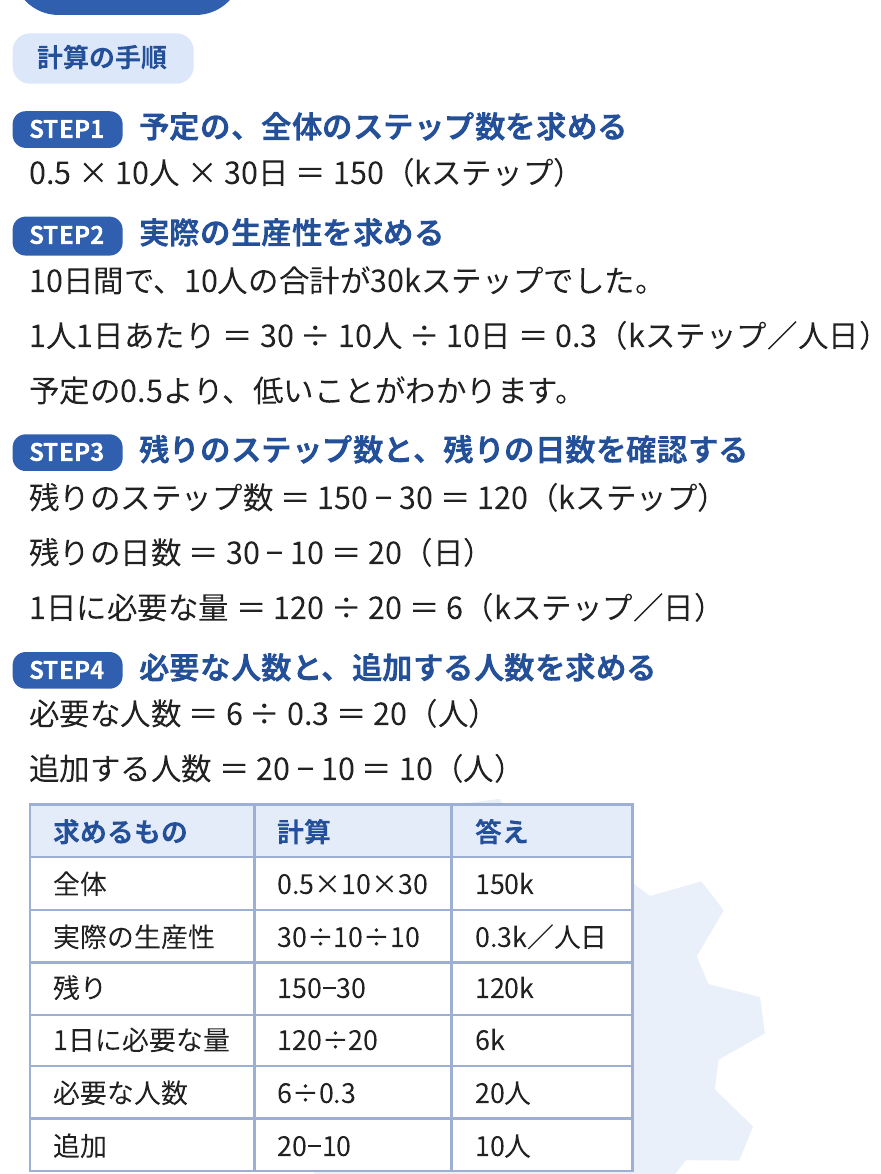 計算の手順
STEP1 予定の、全体のステップ数を求める
0.5 × 10人 × 30日 = 150（kステップ）
STEP2 実際の生産性を求める
10日間で、10人の合計が30kステップでした。
1人1日あたり = 30 ÷ 10人 ÷ 10日 = 0.3（kステップ／人日）
予定の0.5より、低いことがわかります。
STEP3 残りのステップ数と、残りの日数を確認する
残りのステップ数 = 150 − 30 = 120（kステップ）
残りの日数 = 30 − 10 = 20（日）
1日に必要な量 = 120 ÷ 20 = 6（kステップ／日）
STEP4 必要な人数と、追加する人数を求める
必要な人数 = 6 ÷ 0.3 = 20（人）
追加する人数 = 20 − 10 = 10（人）
求めるもの 計算 答え
全体 0.5×10×30 150k
実際の生産性 30÷10÷10 0.3k／人日
残り 150−30 120k
1日に必要な量 120÷20 6k
必要な人数 6÷0.3 20人
追加 20−10 10人